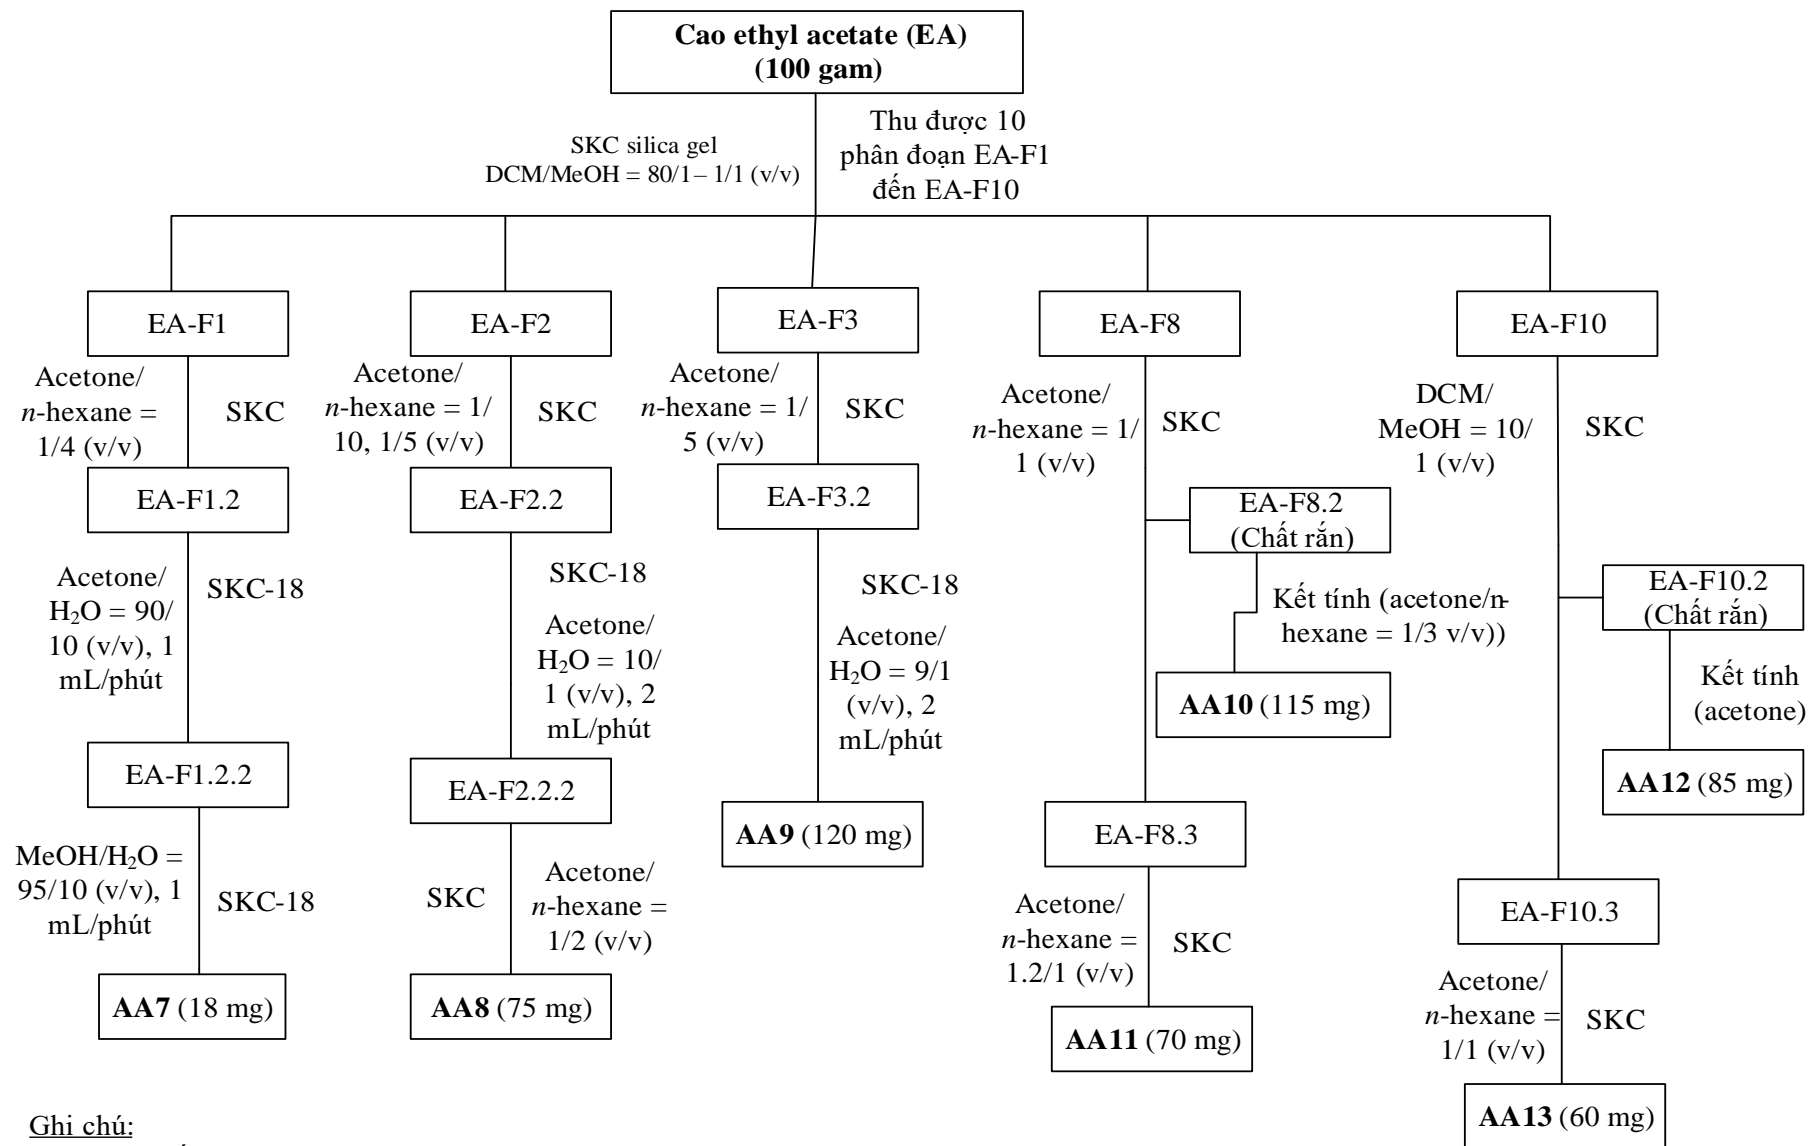 Cao ethyl acetate (EA)
(100 gam)
SKC silica gel
DCM/MeOH = 80/1 – 1/1 (v/v)
Thu được 10
phân đoạn EA-F1
đến EA-F10
EA-F1
EA-F2
EA-F3
EA-F8
EA-F10
Acetone/
n-hexane =
1/4 (v/v)
SKC
Acetone/
n-hexane = 1/
10, 1/5 (v/v)
SKC
Acetone/
n-hexane = 1/
5 (v/v)
SKC
Acetone/
n-hexane = 1/
1 (v/v)
SKC
DCM/
MeOH = 10/
1 (v/v)
SKC
EA-F1.2
EA-F2.2
EA-F3.2
EA-F8.2
(Chất rắn)
EA-F10.2
(Chất rắn)
Acetone/
H₂O = 90/
10 (v/v), 1
mL/phút
SKC-18
SKC-18
Acetone/
H₂O = 10/
1 (v/v), 2
mL/phút
SKC-18
Acetone/
H₂O = 9/1
(v/v), 2
mL/phút
Kết tính (acetone/n-
hexane = 1/3 v/v))
Kết tính
(acetone)
AA10 (115 mg)
AA12 (85 mg)
EA-F1.2.2
EA-F2.2.2
AA9 (120 mg)
EA-F8.3
EA-F10.3
MeOH/H₂O =
95/10 (v/v), 1
mL/phút
SKC-18
SKC
Acetone/
n-hexane =
1/2 (v/v)
Acetone/
n-hexane =
1.2/1 (v/v)
SKC
Acetone/
n-hexane =
1/1 (v/v)
SKC
AA7 (18 mg)
AA8 (75 mg)
AA11 (70 mg)
AA13 (60 mg)
Ghi chú: